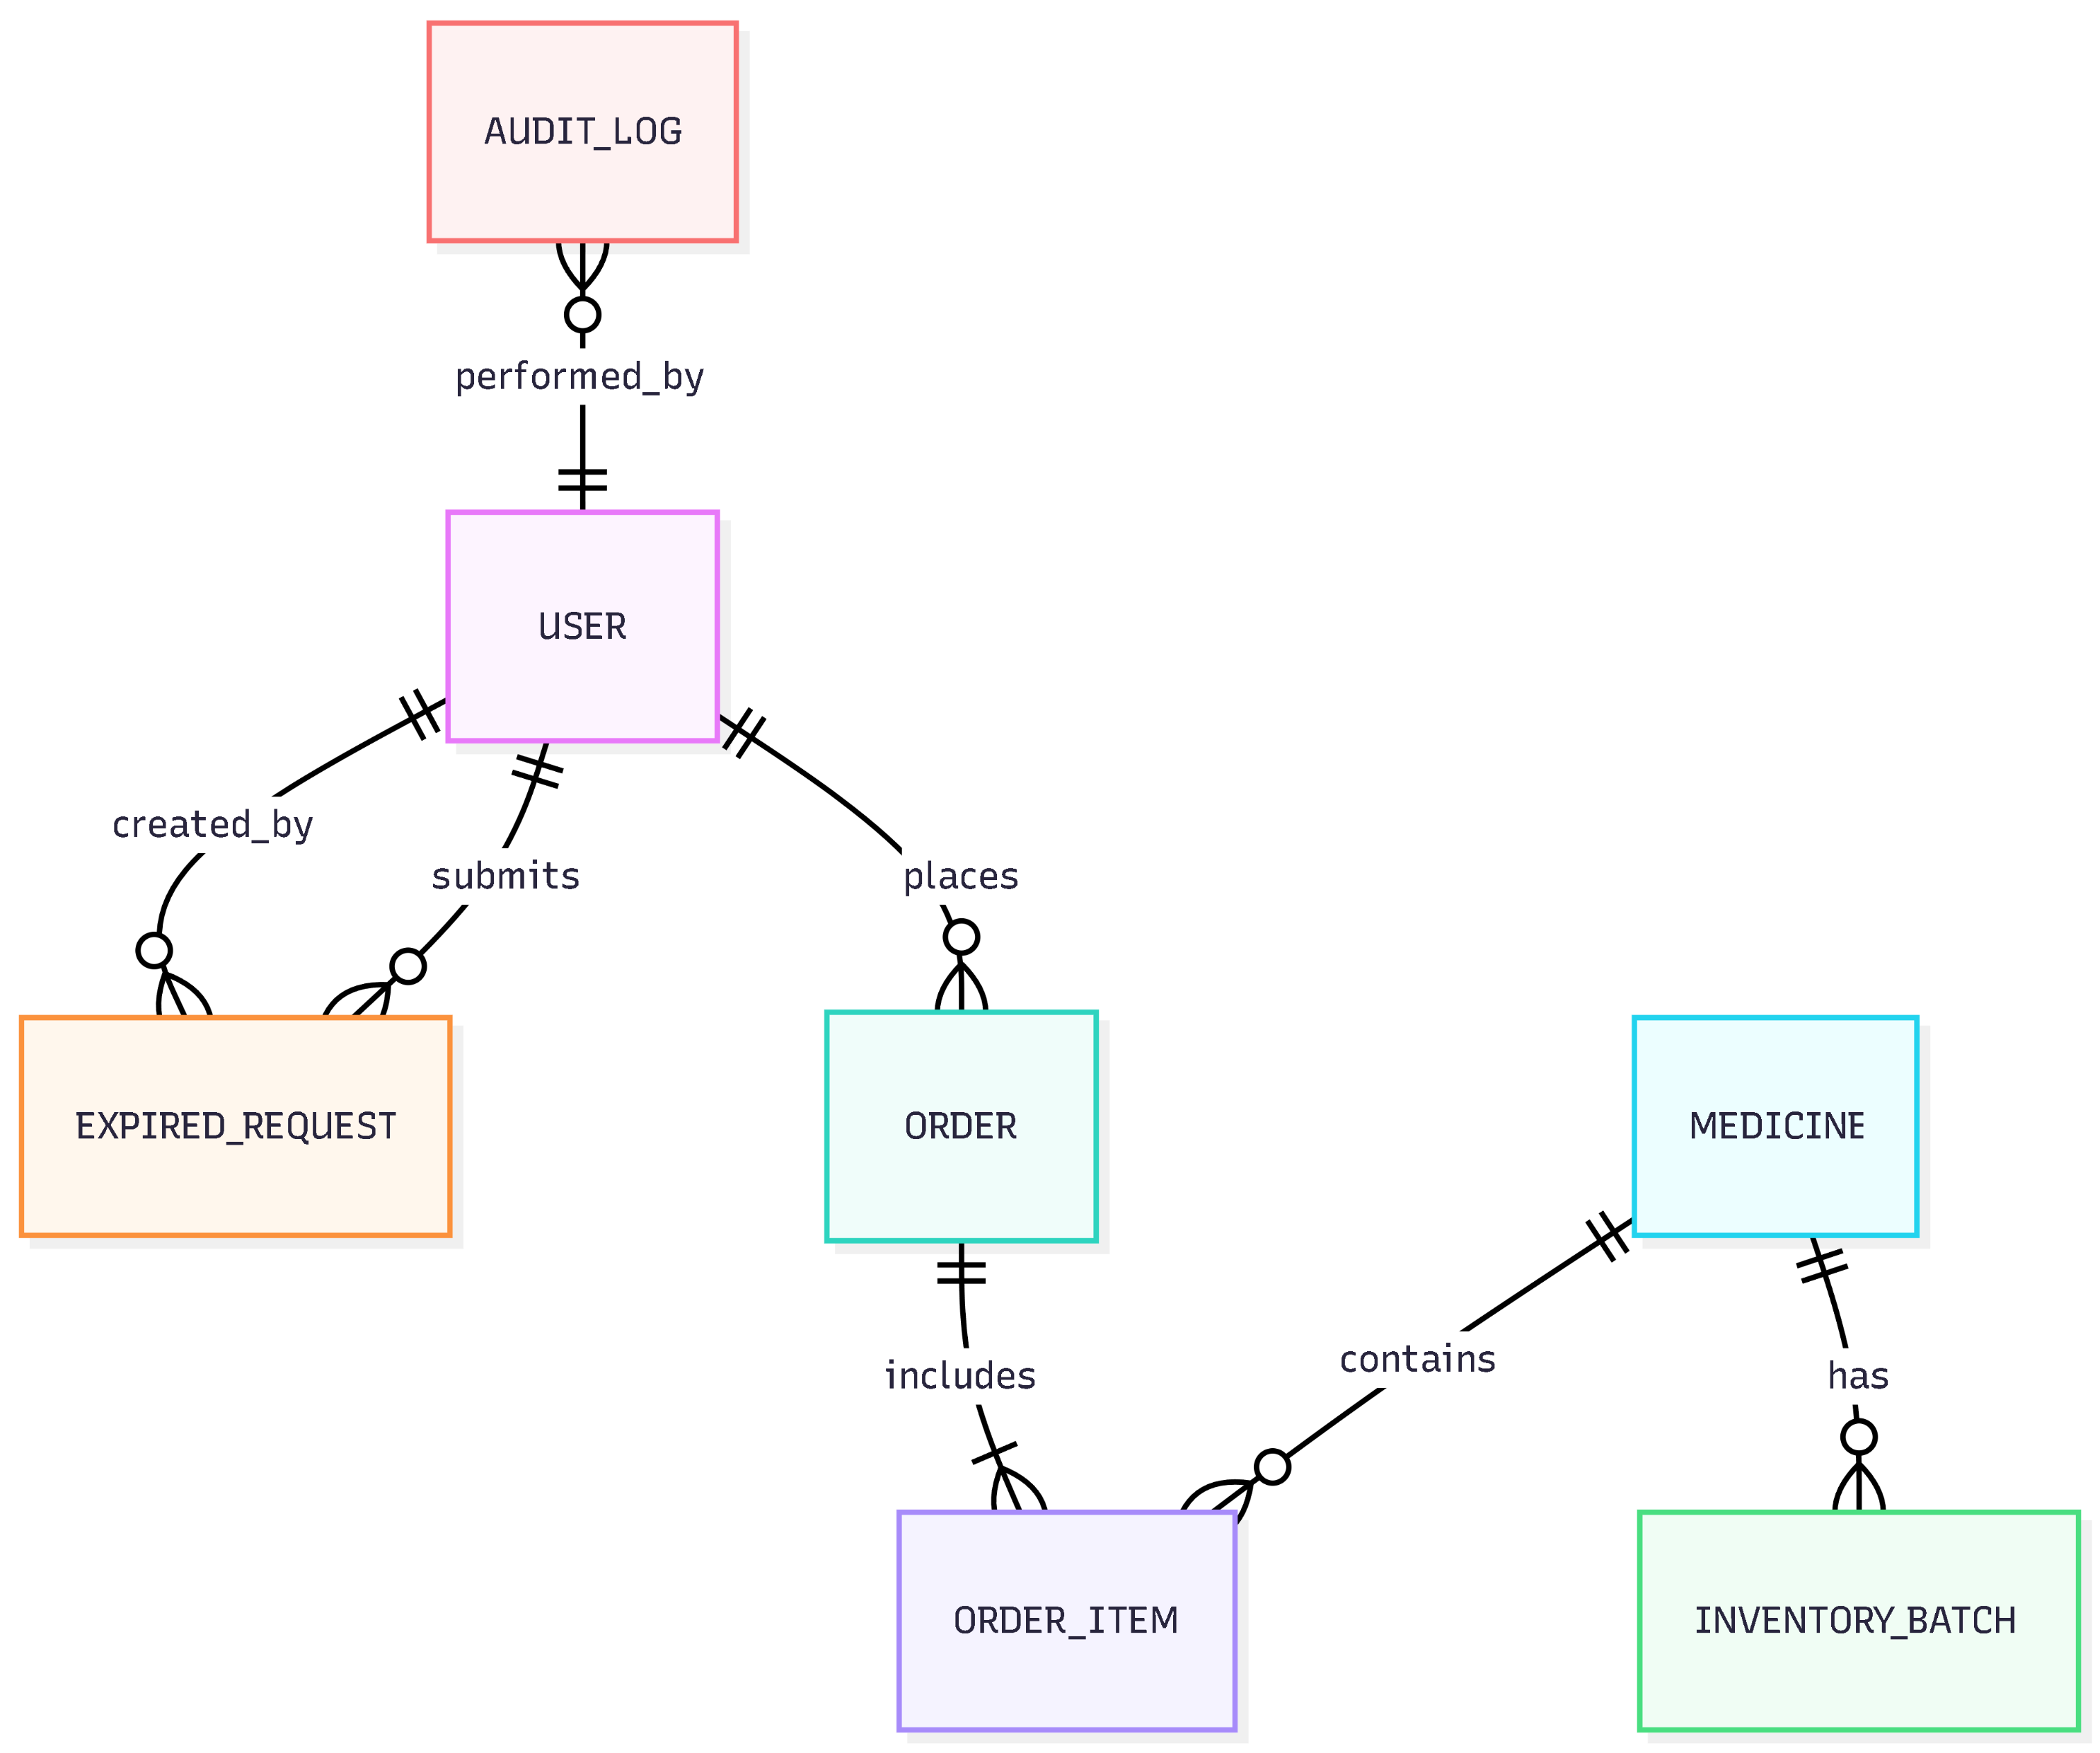 AUDIT_LOG
performed_by
USER
created_by
submits
places
EXPIRED_REQUEST
ORDER
MEDICINE
includes
contains
has
ORDER_ITEM
INVENTORY_BATCH